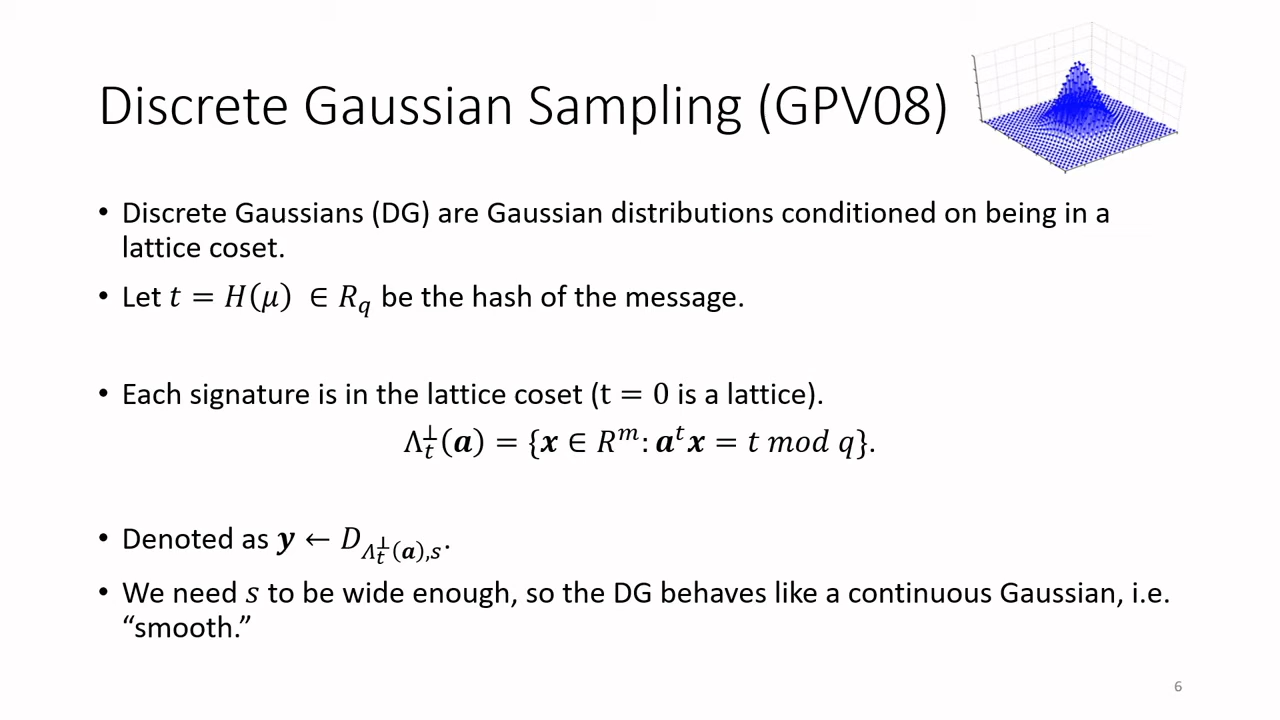 Discrete Gaussian Sampling (GPV08)
• Discrete Gaussians (DG) are Gaussian distributions conditioned on being in a
lattice coset.
• Let 𝑡 = 𝐻(𝜇) ∈ 𝑅_𝑞 be the hash of the message.
• Each signature is in the lattice coset (t = 0 is a lattice).
Λ_𝑡^⊥(𝒂) = {𝒙 ∈ 𝑅^𝑚: 𝒂^𝑡𝒙 = 𝑡 𝑚𝑜𝑑 𝑞}.
• Denoted as 𝒚 ← 𝐷_{Λ_𝑡^⊥(𝒂),𝑠}.
• We need 𝑠 to be wide enough, so the DG behaves like a continuous Gaussian, i.e.
“smooth.”
6